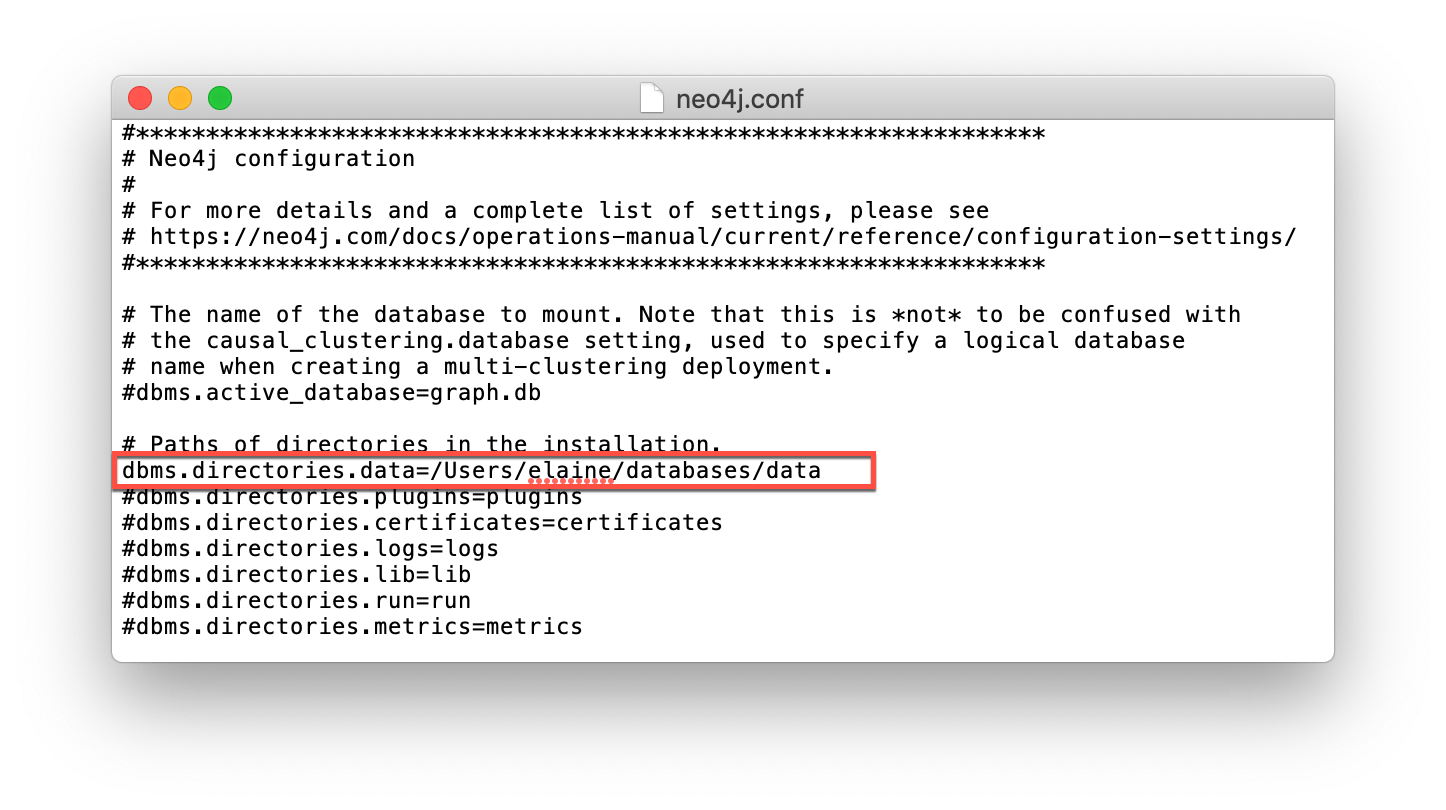 neo4j.conf
#*****************************************************************
# Neo4j configuration
#
# For more details and a complete list of settings, please see
# https://neo4j.com/docs/operations-manual/current/reference/configuration-settings/
#*****************************************************************
# The name of the database to mount. Note that this is *not* to be confused with
# the causal_clustering.database setting, used to specify a logical database
# name when creating a multi-clustering deployment.
#dbms.active_database=graph.db
# Paths of directories in the installation.
dbms.directories.data=/Users/elaine/databases/data
#dbms.directories.plugins=plugins
#dbms.directories.certificates=certificates
#dbms.directories.logs=logs
#dbms.directories.lib=lib
#dbms.directories.run=run
#dbms.directories.metrics=metrics